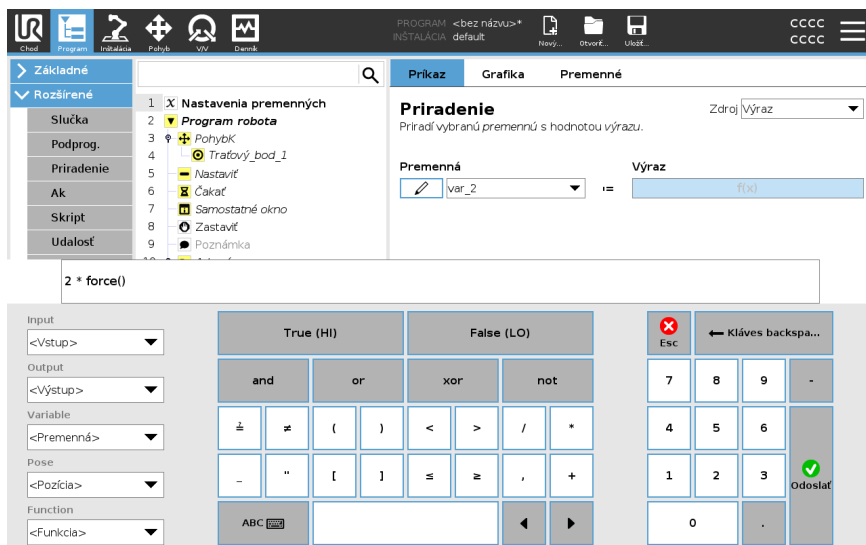 PROGRAM <bez názvu>*
INŠTALÁCIA default
CCCC
CCCC
Chod Program Inštalácia Pohyb V/V Denník Nový... Otvoriť... Uložiť...
Základné
Rozšírené
Slučka
Podprog.
Priradenie
Ak
Skript
Udalosť
1 X Nastavenia premenných
2 Program robota
3 PohybK
4 Traťový_bod_1
5 Nastaviť
6 Čakať
7 Samostatné okno
8 Zastaviť
9 Poznámka
Príkaz Grafika Premenné
Priradenie
Zdroj Výraz
Priradí vybranú premennú s hodnotou výrazu.
Premenná Výraz
var_2 := f(x)
2 * force()
Input
<Vstup>
Output
<Výstup>
Variable
<Premenná>
Pose
<Pozícia>
Function
<Funkcia>
True (HI) False (LO)
and or xor not
≟ ≠ ( ) < > / *
_ " [ ] ≤ ≥ , +
ABC
Esc Kláves backspa...
7 8 9 -
4 5 6
1 2 3 Odoslať
0 .